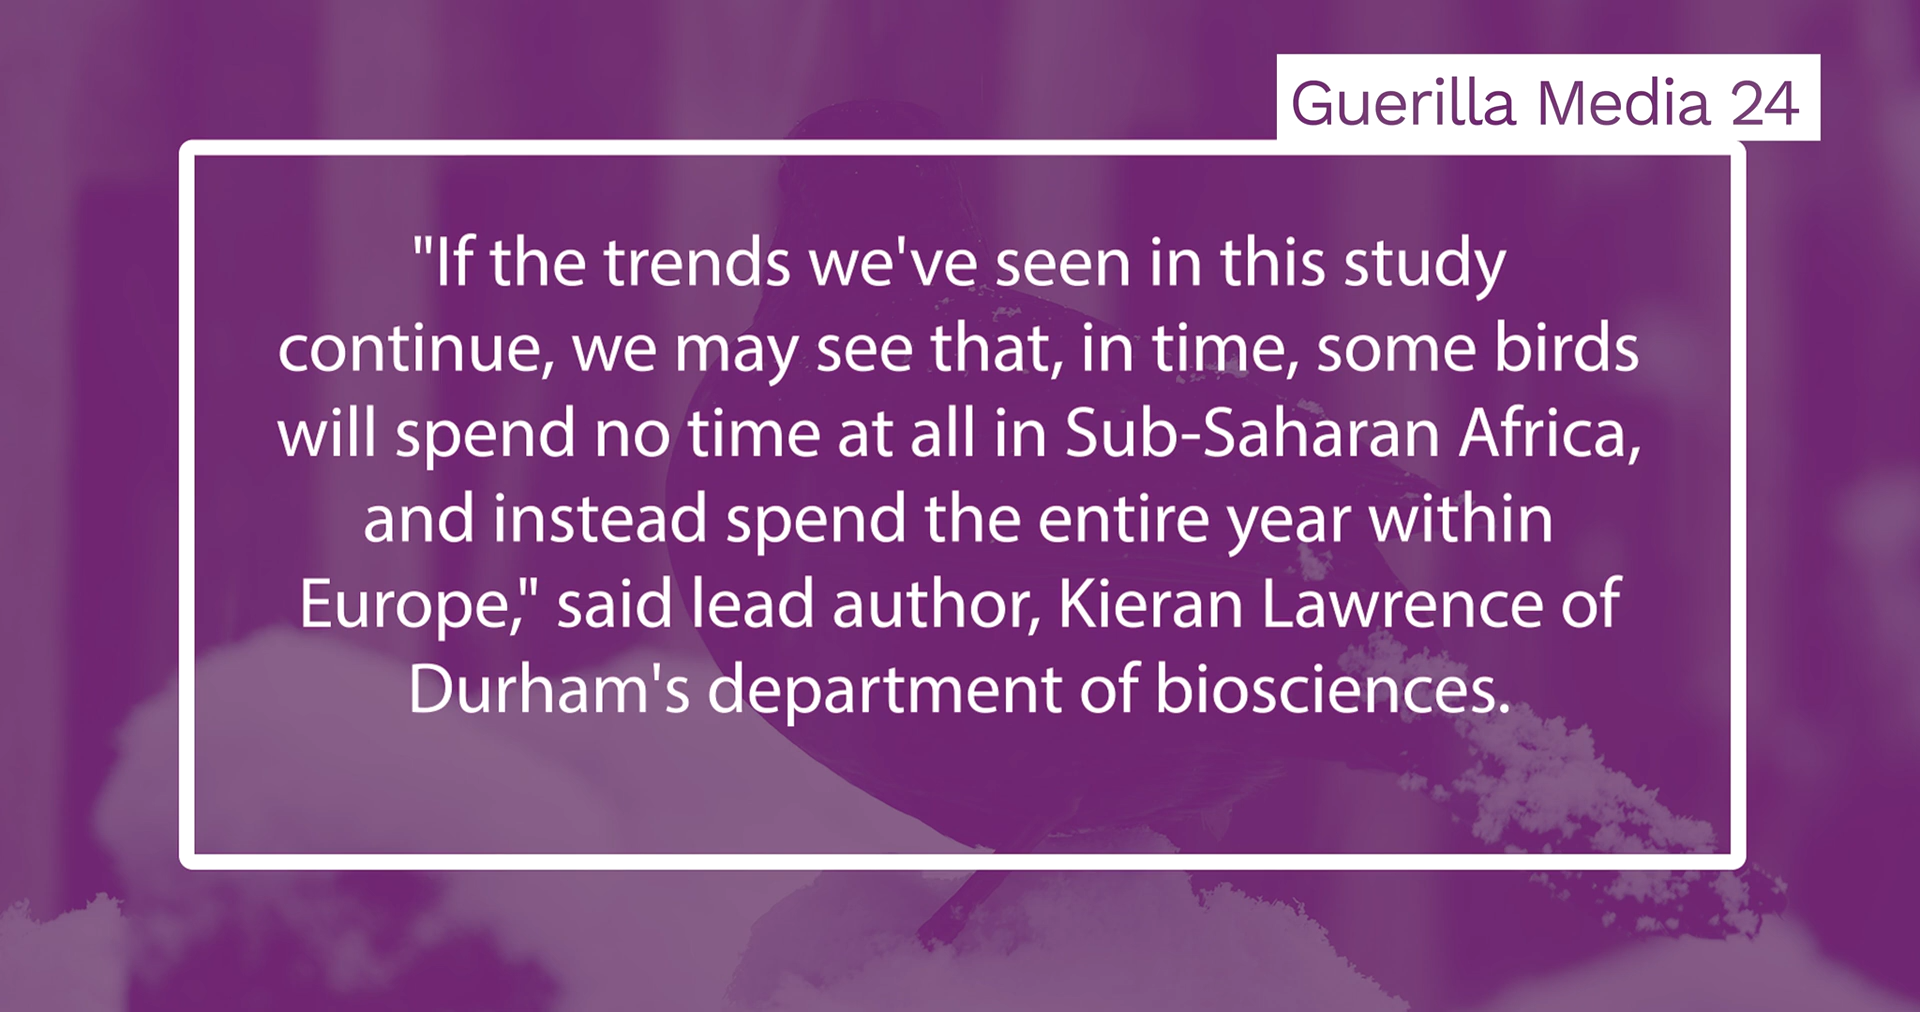 Guerilla Media 24
"If the trends we've seen in this study
continue, we may see that, in time, some birds
will spend no time at all in Sub-Saharan Africa,
and instead spend the entire year within
Europe," said lead author, Kieran Lawrence of
Durham's department of biosciences.